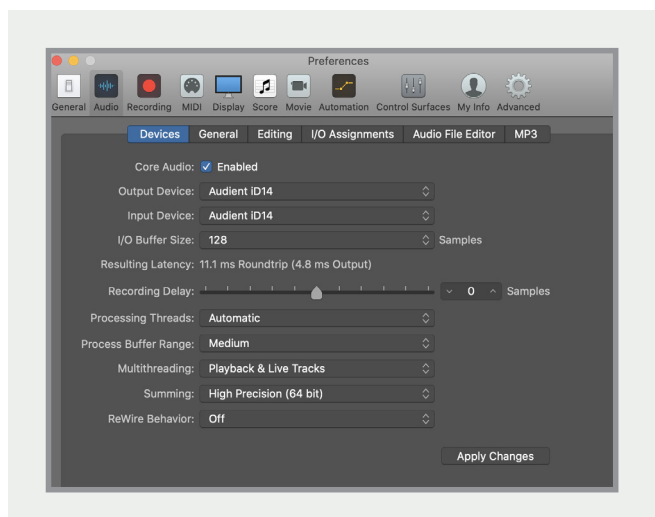 Preferences
General Audio Recording MIDI Display Score Movie Automation Control Surfaces My Info Advanced
Devices General Editing I/O Assignments Audio File Editor MP3
Core Audio: Enabled
Output Device: Audient iD14
Input Device: Audient iD14
I/O Buffer Size: 128 Samples
Resulting Latency: 11.1 ms Roundtrip (4.8 ms Output)
Recording Delay: 0 Samples
Processing Threads: Automatic
Process Buffer Range: Medium
Multithreading: Playback & Live Tracks
Summing: High Precision (64 bit)
ReWire Behavior: Off
Apply Changes